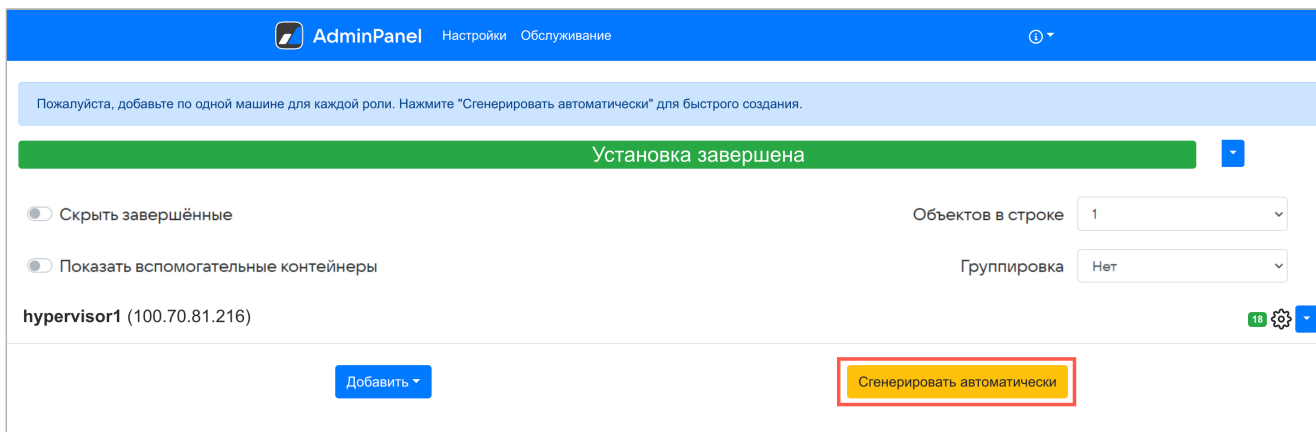 AdminPanel Настройки Обслуживание
Пожалуйста, добавьте по одной машине для каждой роли. Нажмите "Сгенерировать автоматически" для быстрого создания.
Установка завершена
Скрыть завершённые Объектов в строке 1
Показать вспомогательные контейнеры Группировка Нет
hypervisor1 (100.70.81.216) 18
Добавить Сгенерировать автоматически